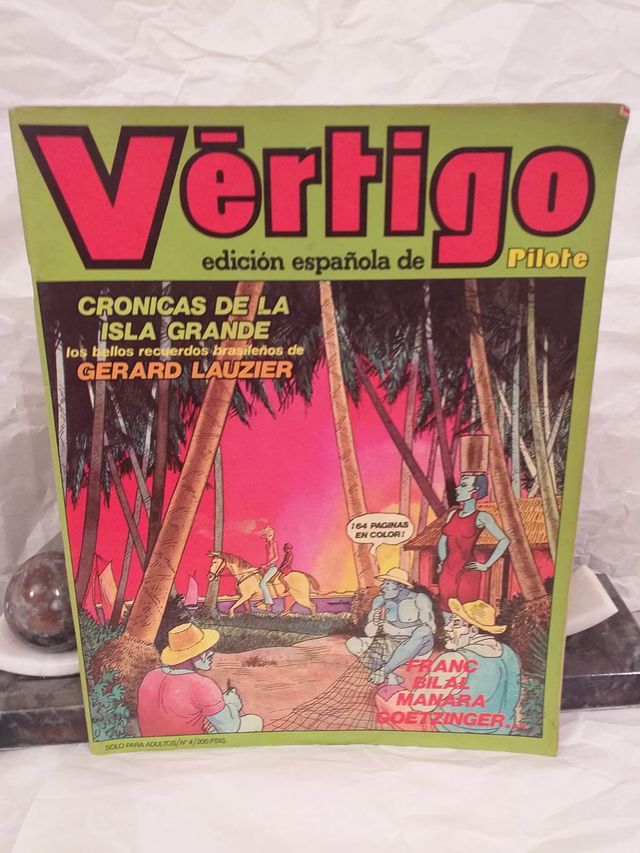 Vértigo
edición española de Pilote
CRONICAS DE LA
ISLA GRANDE
los bellos recuerdos brasileños de
GERARD LAUZIER
¡64 PAGINAS
EN COLOR!
FRANC
BILAL
MANARA
GOETZINGER...
SOLO PARA ADULTOS/Nº 4/200 PTAS.